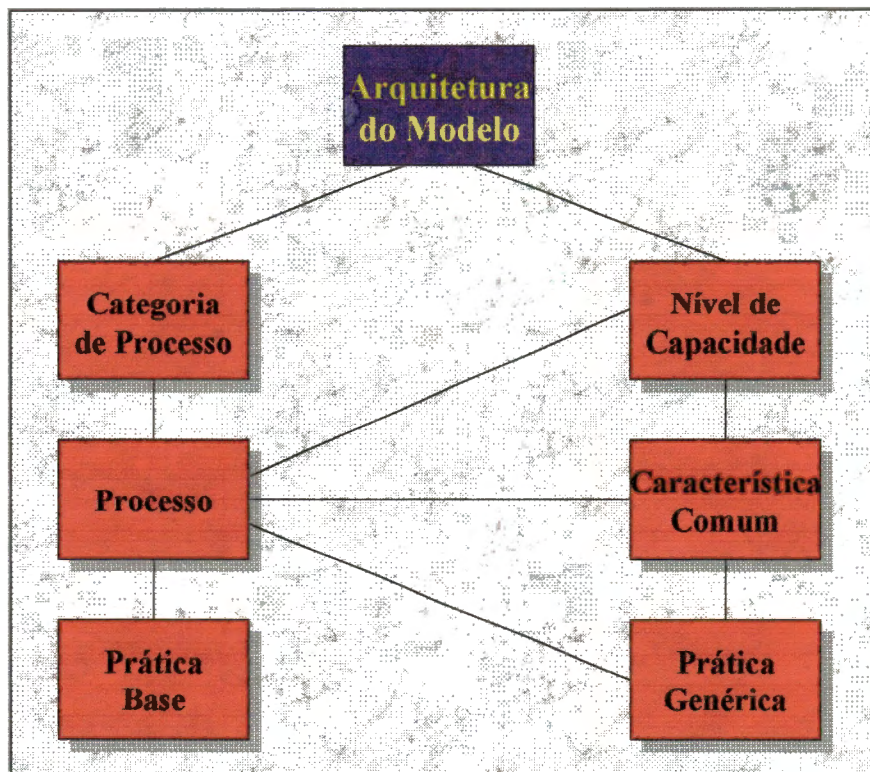 Arquitetura
do Modelo
Categoria
de Processo
Nível de
Capacidade
Processo
Característica
Comum
Prática
Base
Prática
Genérica